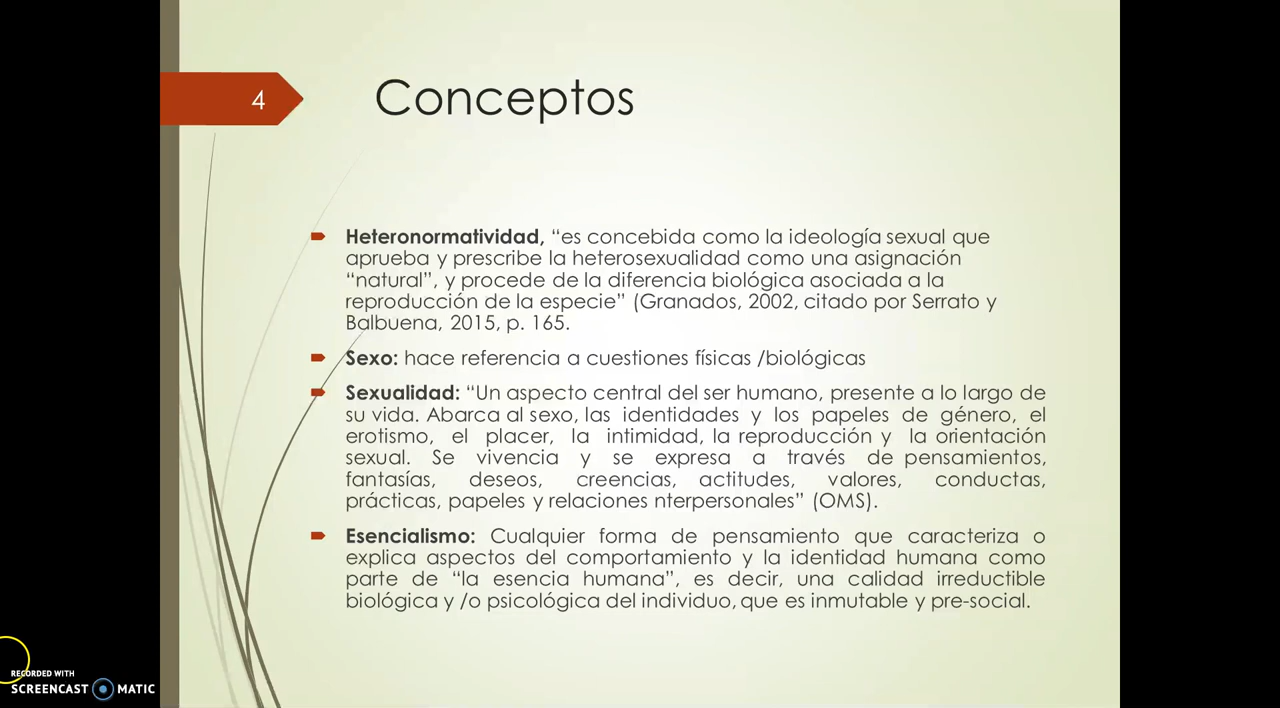 4
Conceptos
Heteronormatividad, “es concebida como la ideología sexual que
aprueba y prescribe la heterosexualidad como una asignación
“natural”, y procede de la diferencia biológica asociada a la
reproducción de la especie” (Granados, 2002, citado por Serrato y
Balbuena, 2015, p. 165.
Sexo: hace referencia a cuestiones físicas /biológicas
Sexualidad: “Un aspecto central del ser humano, presente a lo largo de
su vida. Abarca al sexo, las identidades y los papeles de género, el
erotismo, el placer, la intimidad, la reproducción y la orientación
sexual. Se vivencia y se expresa a través de pensamientos,
fantasías, deseos, creencias, actitudes, valores, conductas,
prácticas, papeles y relaciones nterpersonales” (OMS).
Esencialismo: Cualquier forma de pensamiento que caracteriza o
explica aspectos del comportamiento y la identidad humana como
parte de “la esencia humana”, es decir, una calidad irreductible
biológica y /o psicológica del individuo, que es inmutable y pre-social.
RECORDED WITH
SCREENCAST MATIC